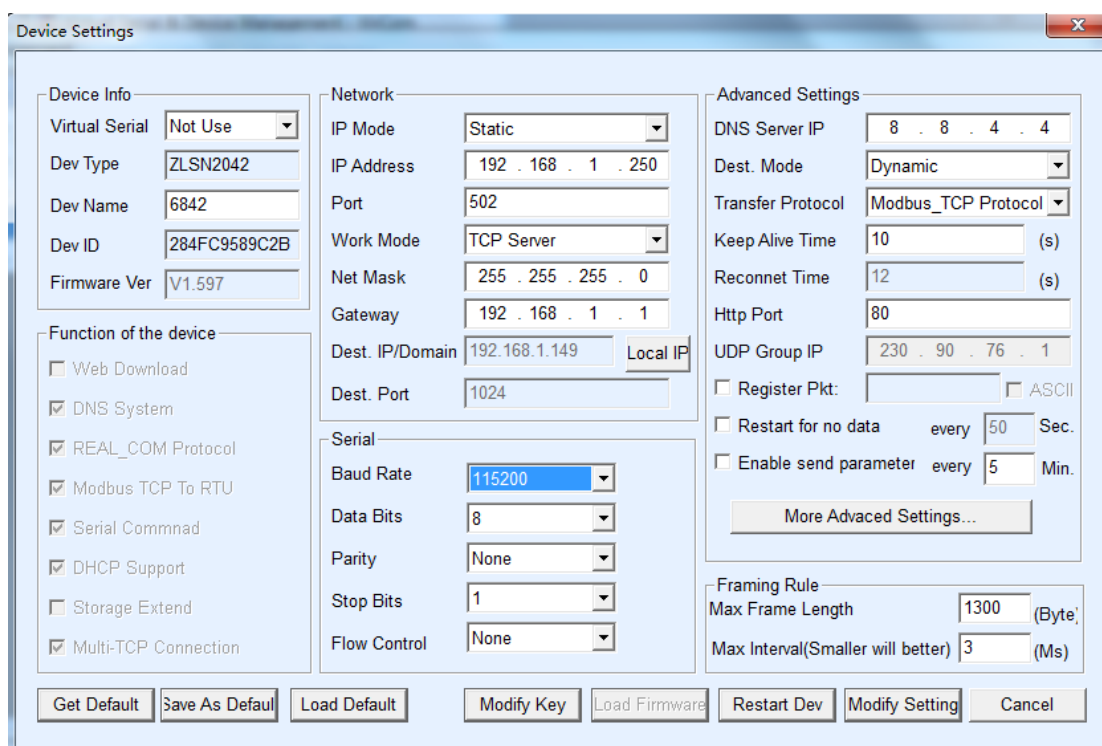 Device Settings
Device Info
Virtual Serial Not Use
Dev Type ZLSN2042
Dev Name 6842
Dev ID 284FC9589C2B
Firmware Ver V1.597
Function of the device
Web Download
DNS System
REAL_COM Protocol
Modbus TCP To RTU
Serial Commnad
DHCP Support
Storage Extend
Multi-TCP Connection
Network
IP Mode Static
IP Address 192 . 168 . 1 . 250
Port 502
Work Mode TCP Server
Net Mask 255 . 255 . 255 . 0
Gateway 192 . 168 . 1 . 1
Dest. IP/Domain 192.168.1.149 Local IP
Dest. Port 1024
Serial
Baud Rate 115200
Data Bits 8
Parity None
Stop Bits 1
Flow Control None
Advanced Settings
DNS Server IP 8 . 8 . 4 . 4
Dest. Mode Dynamic
Transfer Protocol Modbus_TCP Protocol
Keep Alive Time 10 (s)
Reconnet Time 12 (s)
Http Port 80
UDP Group IP 230 . 90 . 76 . 1
Register Pkt: ASCII
Restart for no data every 50 Sec.
Enable send parameter every 5 Min.
More Advaced Settings...
Framing Rule
Max Frame Length 1300 (Byte)
Max Interval(Smaller will better) 3 (Ms)
Get Default Save As Defaul Load Default Modify Key Load Firmware Restart Dev Modify Setting Cancel